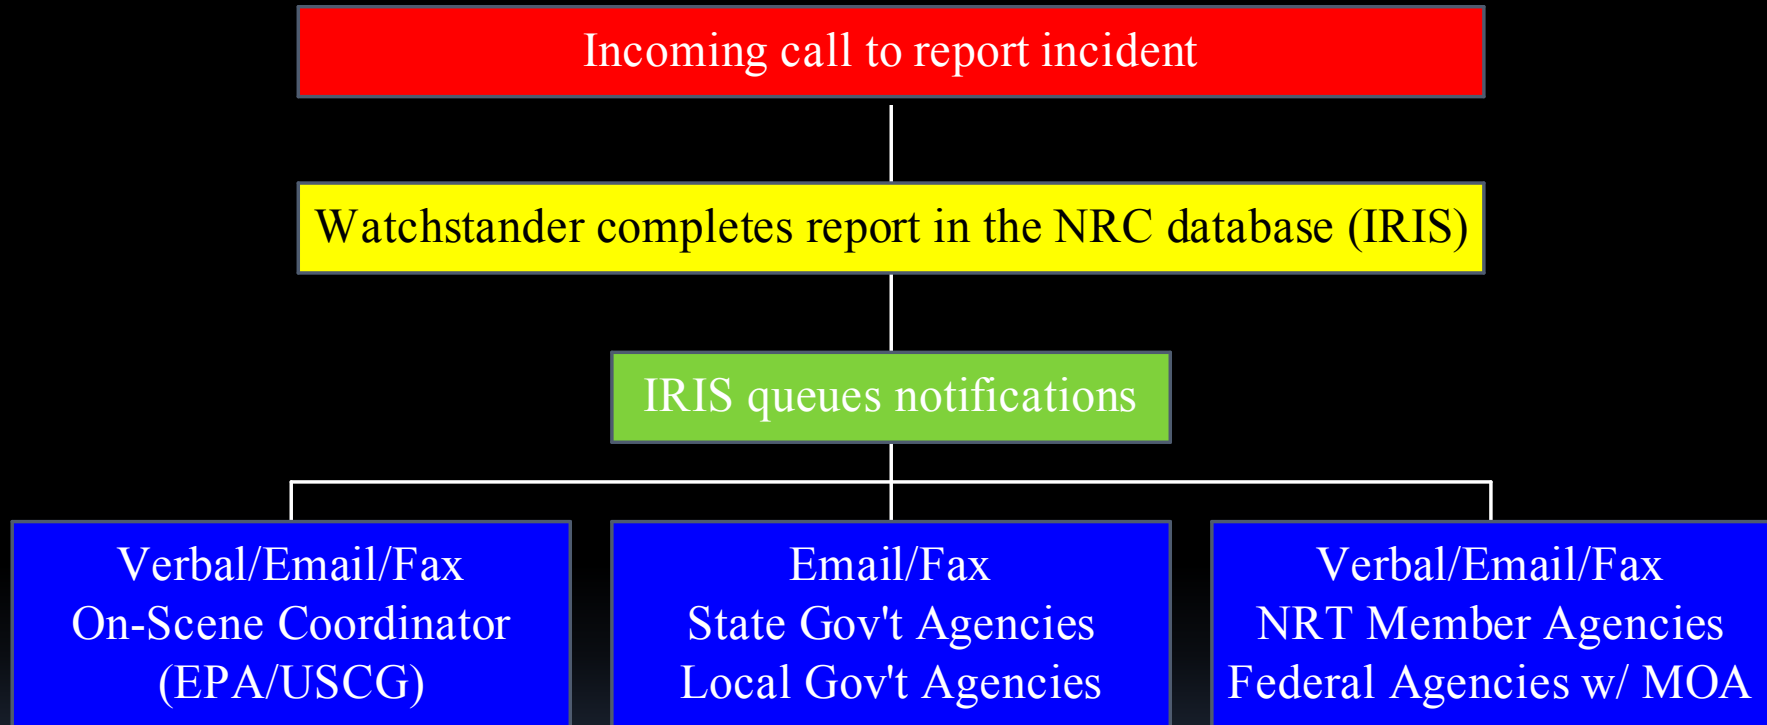 Incoming call to report incident
Watchstander completes report in the NRC database (IRIS)
IRIS queues notifications
Verbal/Email/Fax
On-Scene Coordinator
(EPA/USCG)
Email/Fax
State Gov't Agencies
Local Gov't Agencies
Verbal/Email/Fax
NRT Member Agencies
Federal Agencies w/ MOA